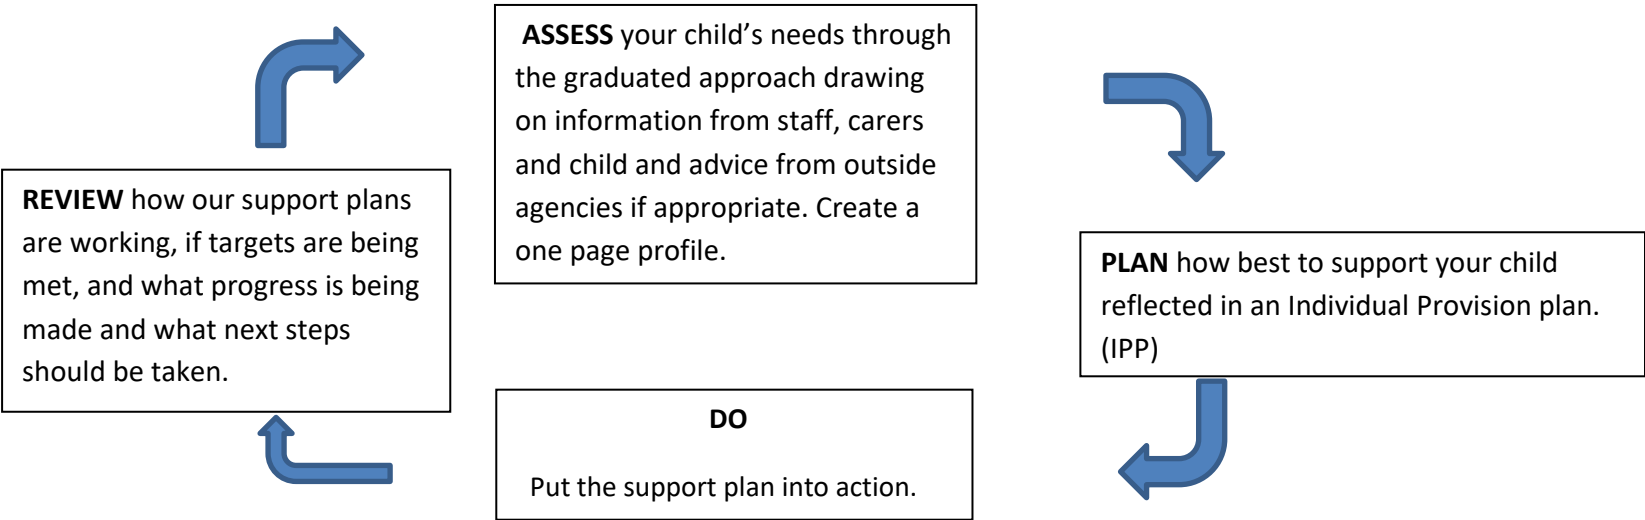 ASSESS your child’s needs through
the graduated approach drawing
on information from staff, carers
and child and advice from outside
agencies if appropriate. Create a
one page profile.
PLAN how best to support your child
reflected in an Individual Provision plan.
(IPP)
DO
Put the support plan into action.
REVIEW how our support plans
are working, if targets are being
met, and what progress is being
made and what next steps
should be taken.